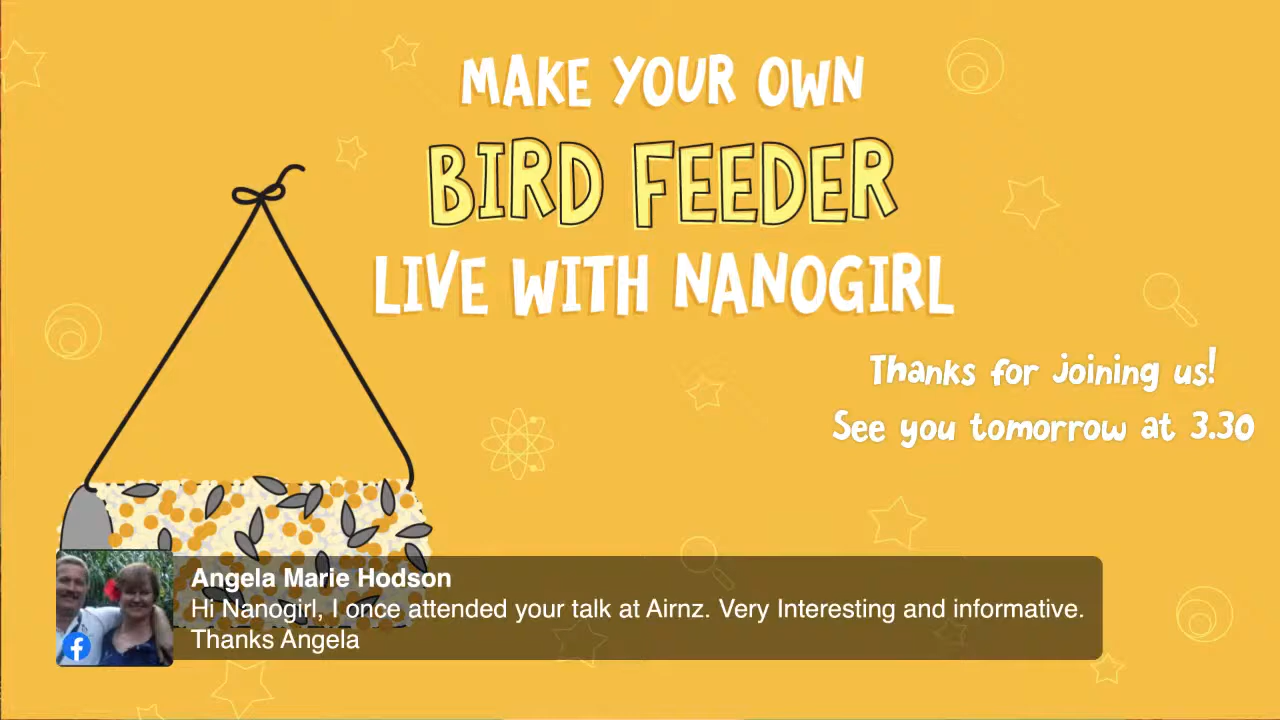 MAKE YOUR OWN
BIRD FEEDER
LIVE WITH NANOGIRL
Thanks for joining us!
See you tomorrow at 3.30
Angela Marie Hodson
Hi Nanogirl, I once attended your talk at Airnz. Very Interesting and informative.
Thanks Angela